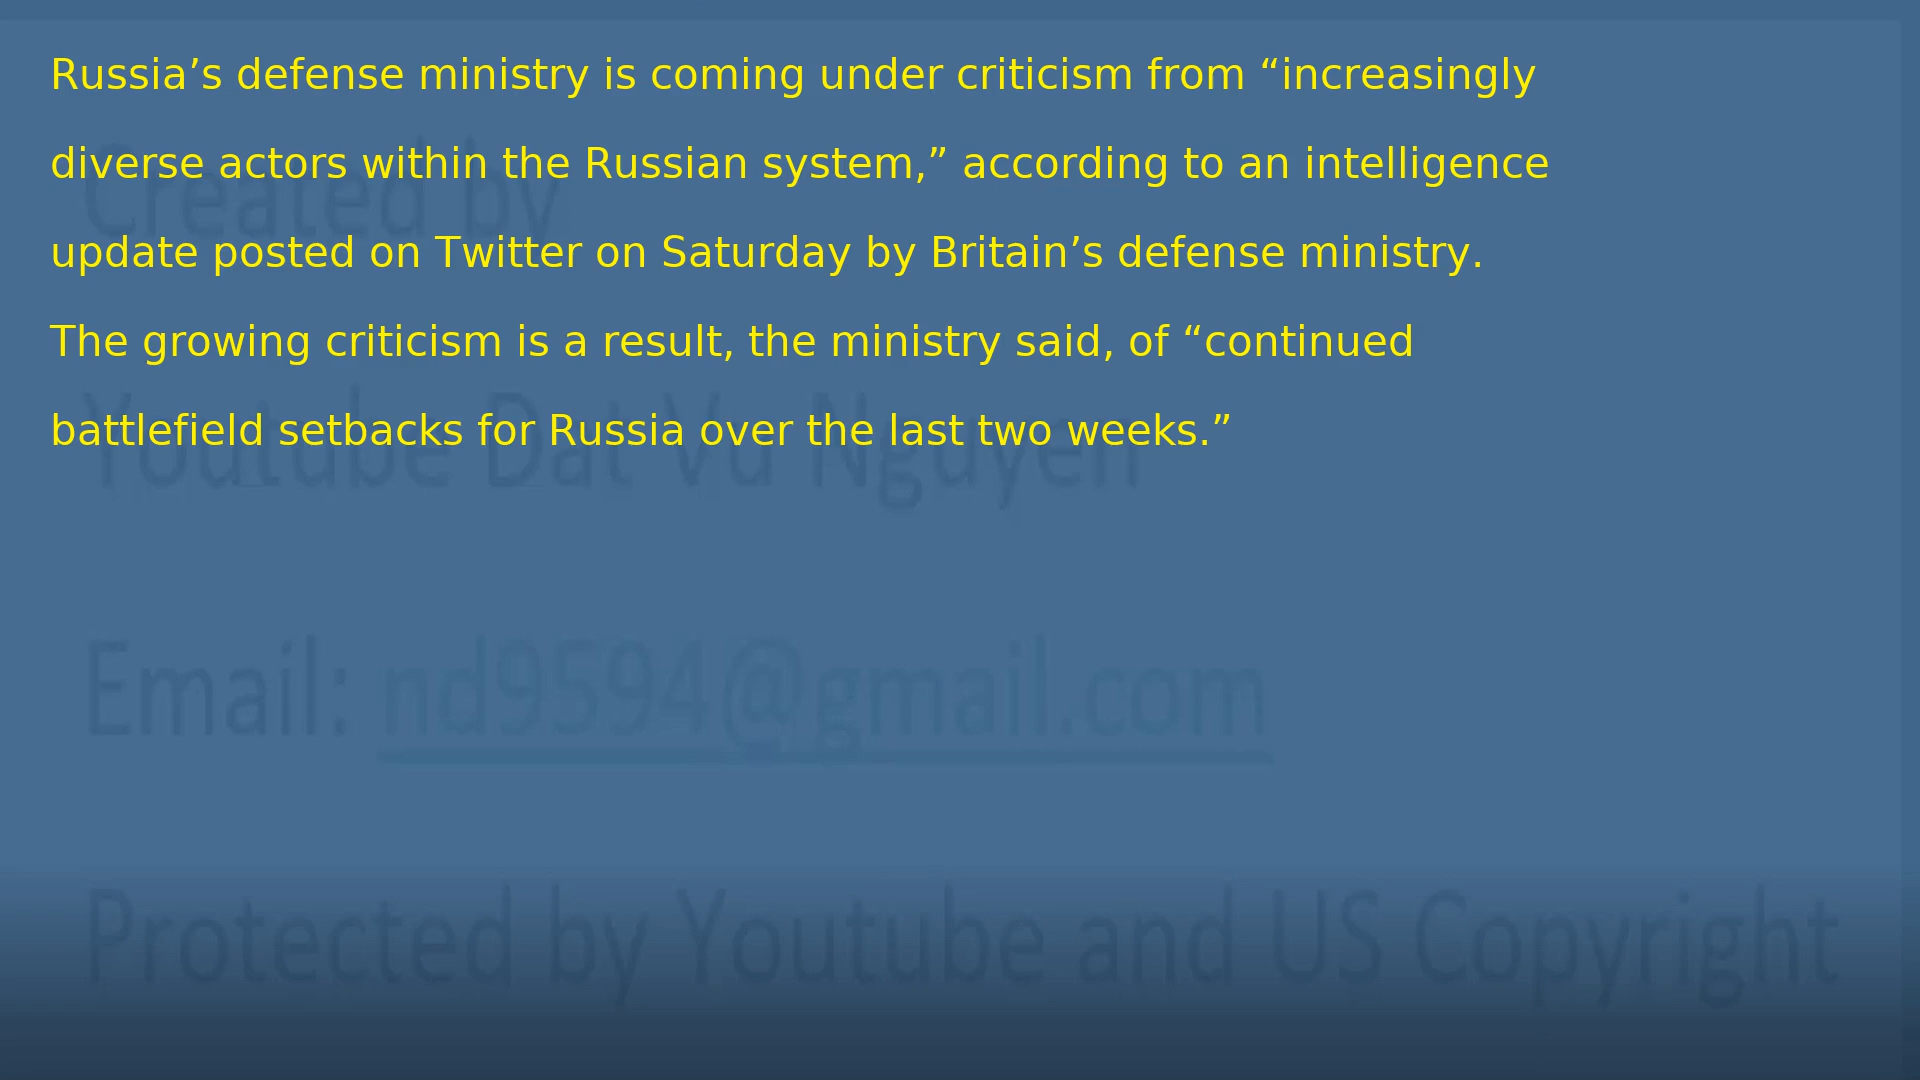 Russia’s defense ministry is coming under criticism from “increasingly
diverse actors within the Russian system,” according to an intelligence
update posted on Twitter on Saturday by Britain’s defense ministry.
The growing criticism is a result, the ministry said, of “continued
battlefield setbacks for Russia over the last two weeks.”
Created by
Youtube Dat Vu Nguyen
Email: nd9594@gmail.com
Protected by Youtube and US Copyright